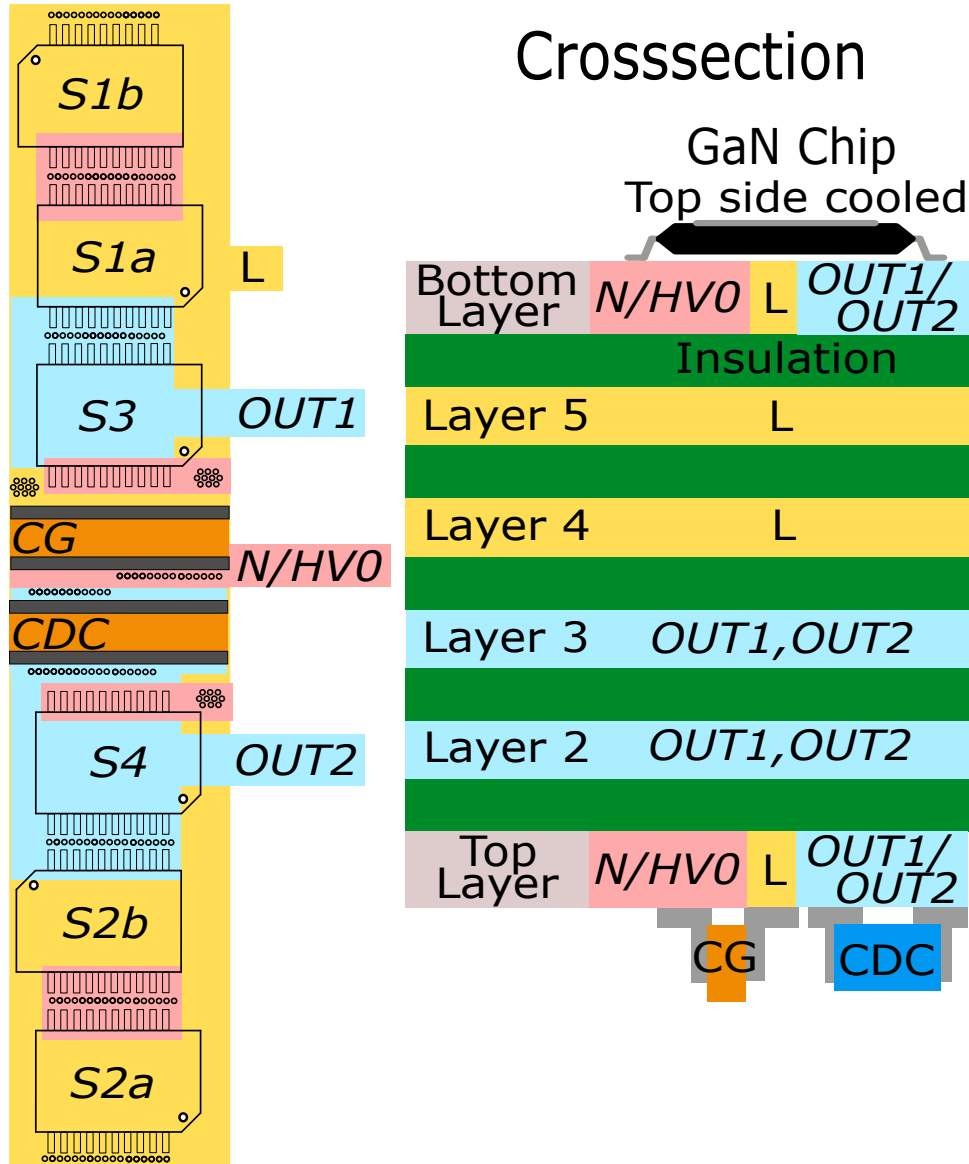 S1b
S1a
L
S3
OUT1
CG
N/HV0
CDC
S4
OUT2
S2b
S2a
Crosssection
GaN Chip
Top side cooled
Bottom
Layer
N/HV0
L
OUT1/
OUT2
Insulation
Layer 5
L
Layer 4
L
Layer 3
OUT1,OUT2
Layer 2
OUT1,OUT2
Top
Layer
N/HV0
L
OUT1/
OUT2
CG
CDC